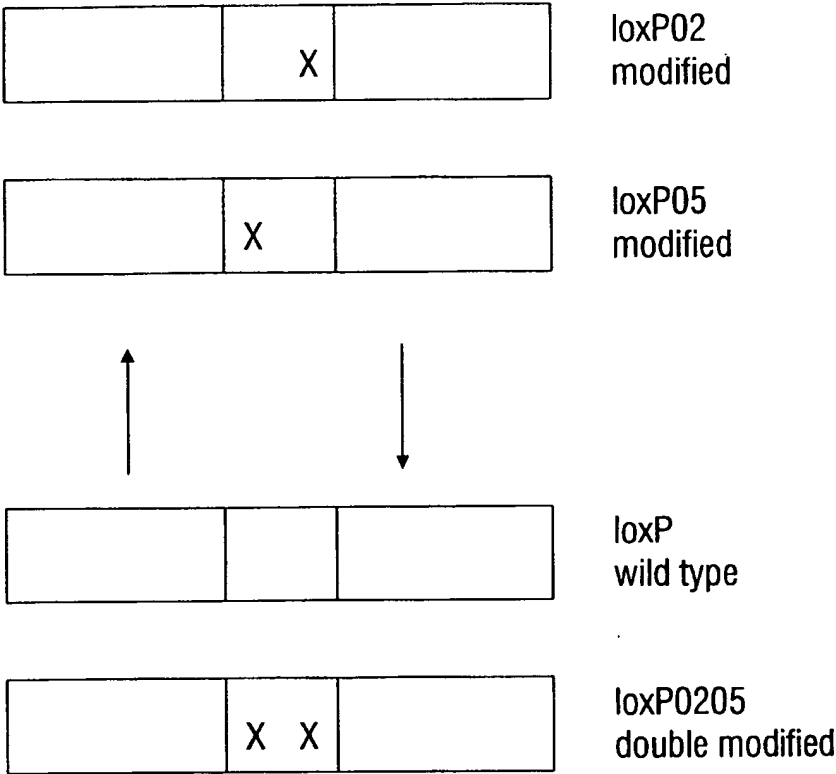 loxP02
modified
X
loxP05
modified
X
loxP
wild type
loxP0205
double modified
X X